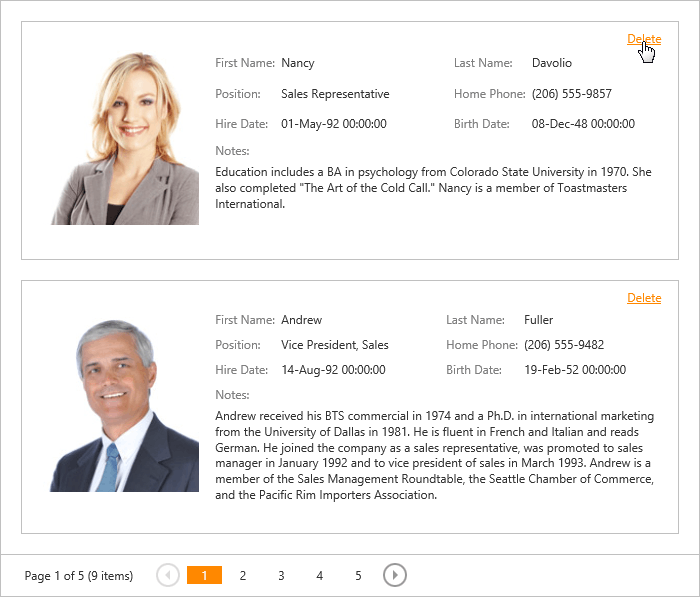 Delete
First Name: Nancy Last Name: Davolio
Position: Sales Representative Home Phone: (206) 555-9857
Hire Date: 01-May-92 00:00:00 Birth Date: 08-Dec-48 00:00:00
Notes:
Education includes a BA in psychology from Colorado State University in 1970. She
also completed "The Art of the Cold Call." Nancy is a member of Toastmasters
International.
Delete
First Name: Andrew Last Name: Fuller
Position: Vice President, Sales Home Phone: (206) 555-9482
Hire Date: 14-Aug-92 00:00:00 Birth Date: 19-Feb-52 00:00:00
Notes:
Andrew received his BTS commercial in 1974 and a Ph.D. in international marketing
from the University of Dallas in 1981. He is fluent in French and Italian and reads
German. He joined the company as a sales representative, was promoted to sales
manager in January 1992 and to vice president of sales in March 1993. Andrew is a
member of the Sales Management Roundtable, the Seattle Chamber of Commerce,
and the Pacific Rim Importers Association.
Page 1 of 5 (9 items) 1 2 3 4 5